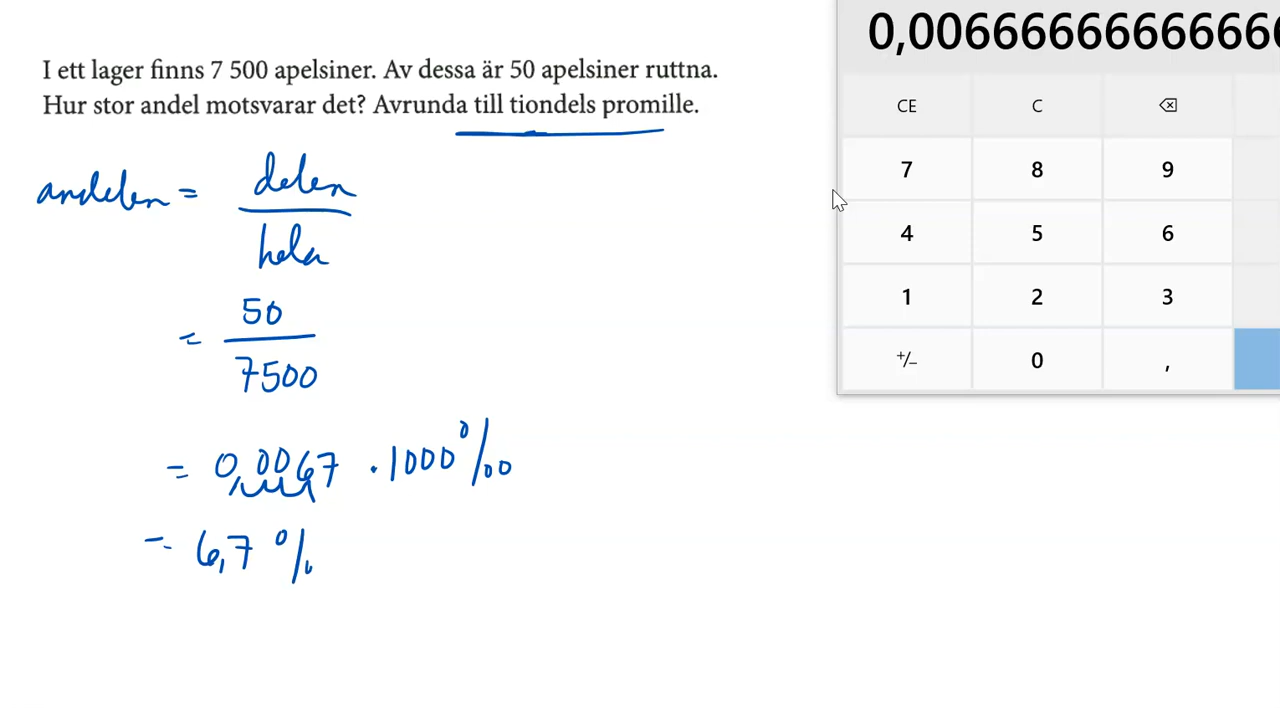 I ett lager finns 7 500 apelsiner. Av dessa är 50 apelsiner ruttna.
Hur stor andel motsvarar det? Avrunda till tiondels promille.
andelen = delen / hela
= 50 / 7500
= 0,0067 · 1000 ‰
= 6,7 %
0,0066666666666666
CE C ⌫
7 8 9
4 5 6
1 2 3
+/− 0 ,